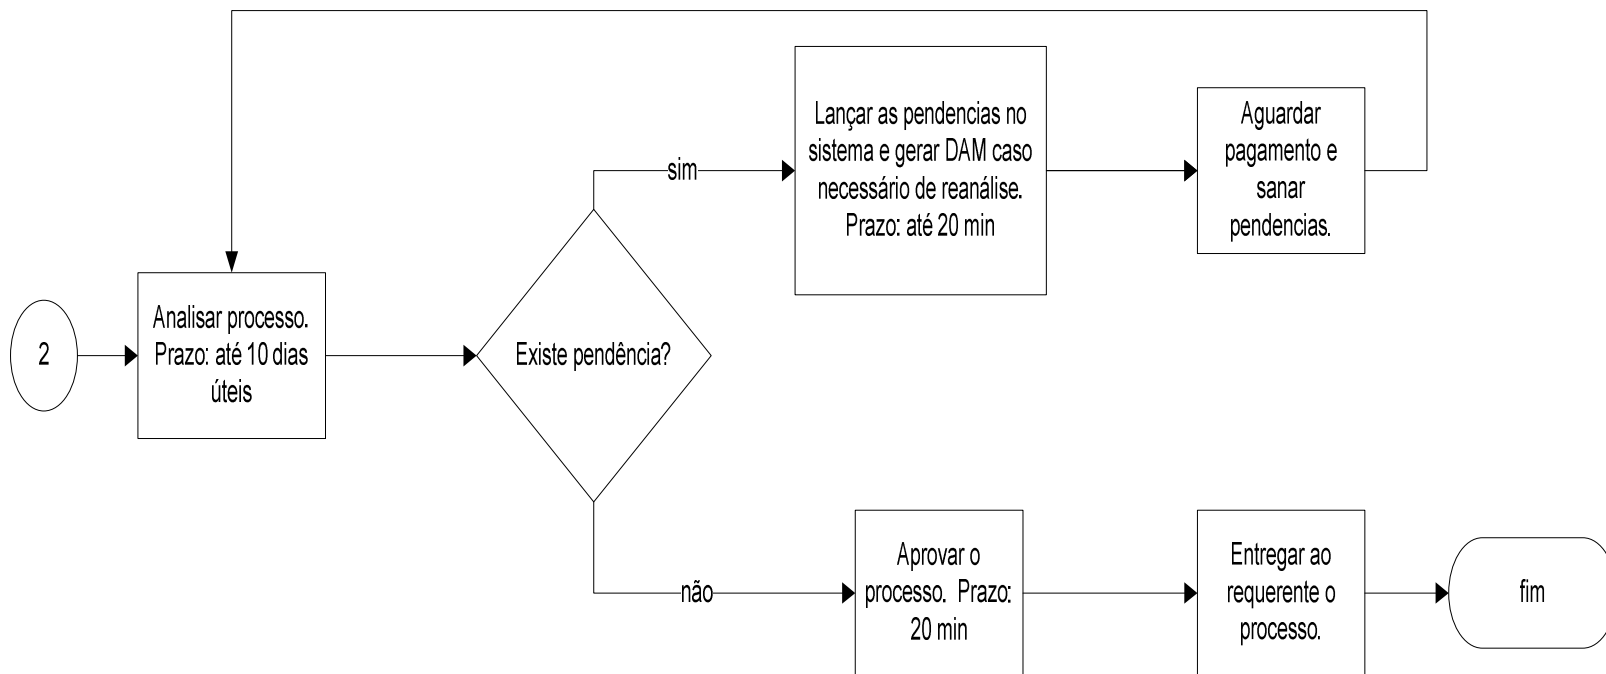 2
Analisar processo.
Prazo: até 10 dias
úteis
Existe pendência?
sim
Lançar as pendencias no
sistema e gerar DAM caso
necessário de reanálise.
Prazo: até 20 min
Aguardar
pagamento e
sanar
pendencias.
não
Aprovar o
processo. Prazo:
20 min
Entregar ao
requerente o
processo.
fim